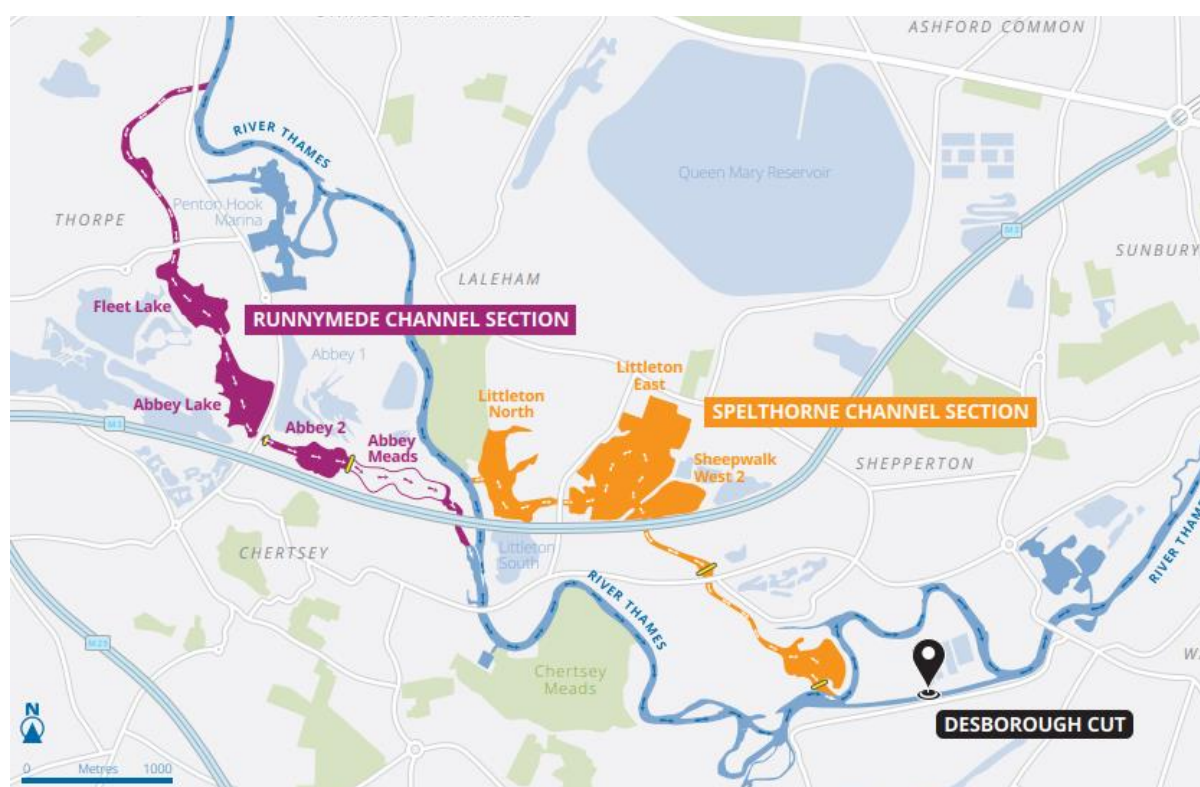 ASHFORD COMMON
RIVER THAMES
Queen Mary Reservoir
Penton Hook
Marina
THORPE
M3
SUNBURY
LALEHAM
Fleet Lake
RUNNYMEDE CHANNEL SECTION
Abbey 1
Littleton
East
Abbey Lake
Littleton
North
SPELTHORNE CHANNEL SECTION
M3
Abbey 2
Abbey
Meads
Sheepwalk
West 2
SHEPPERTON
CHERTSEY
Littleton
South
RIVER THAMES
RIVER THAMES
M25
Chertsey
Meads
N
DESBOROUGH CUT
0 Metres 1000